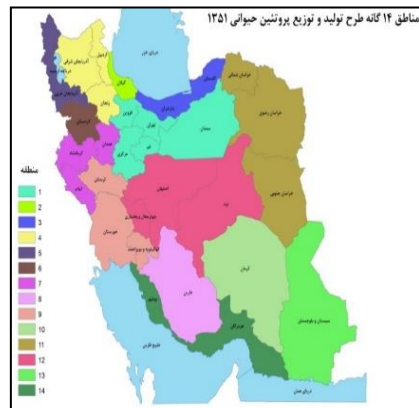 مناطق ۱۴ گانه طرح تولید و توزیع پروتئین حیوانی ۱۳۵۱
دریای خزر
اردبیل
آذربایجان شرقی
دریاچه ارومیه
آذربایجان غربی
گیلان
زنجان
کردستان
قزوین
مازندران
گلستان
خراسان شمالی
خراسان رضوی
تهران
سمنان
همدان
مرکزی
قم
کرمانشاه
ایلام
لرستان
اصفهان
یزد
خراسان جنوبی
چهارمحال و بختیاری
خوزستان
کهگیلویه و بویراحمد
فارس
کرمان
بوشهر
هرمزگان
سیستان و بلوچستان
خلیج فارس
دریای عمان
منطقه
1
2
3
4
5
6
7
8
9
10
11
12
13
14